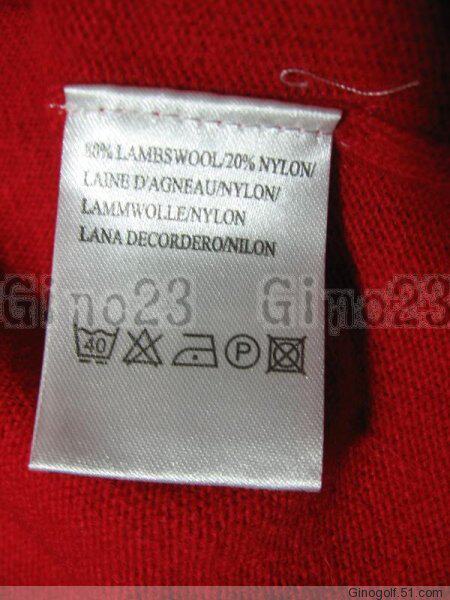 80% LAMBSWOOL/20% NYLON/
LAINE D'AGNEAU/NYLON/
LAMMWOLLE/NYLON
LANA DECORDERO/NILON
Gino23 Gino23
40 P
Ginogolf.51.com